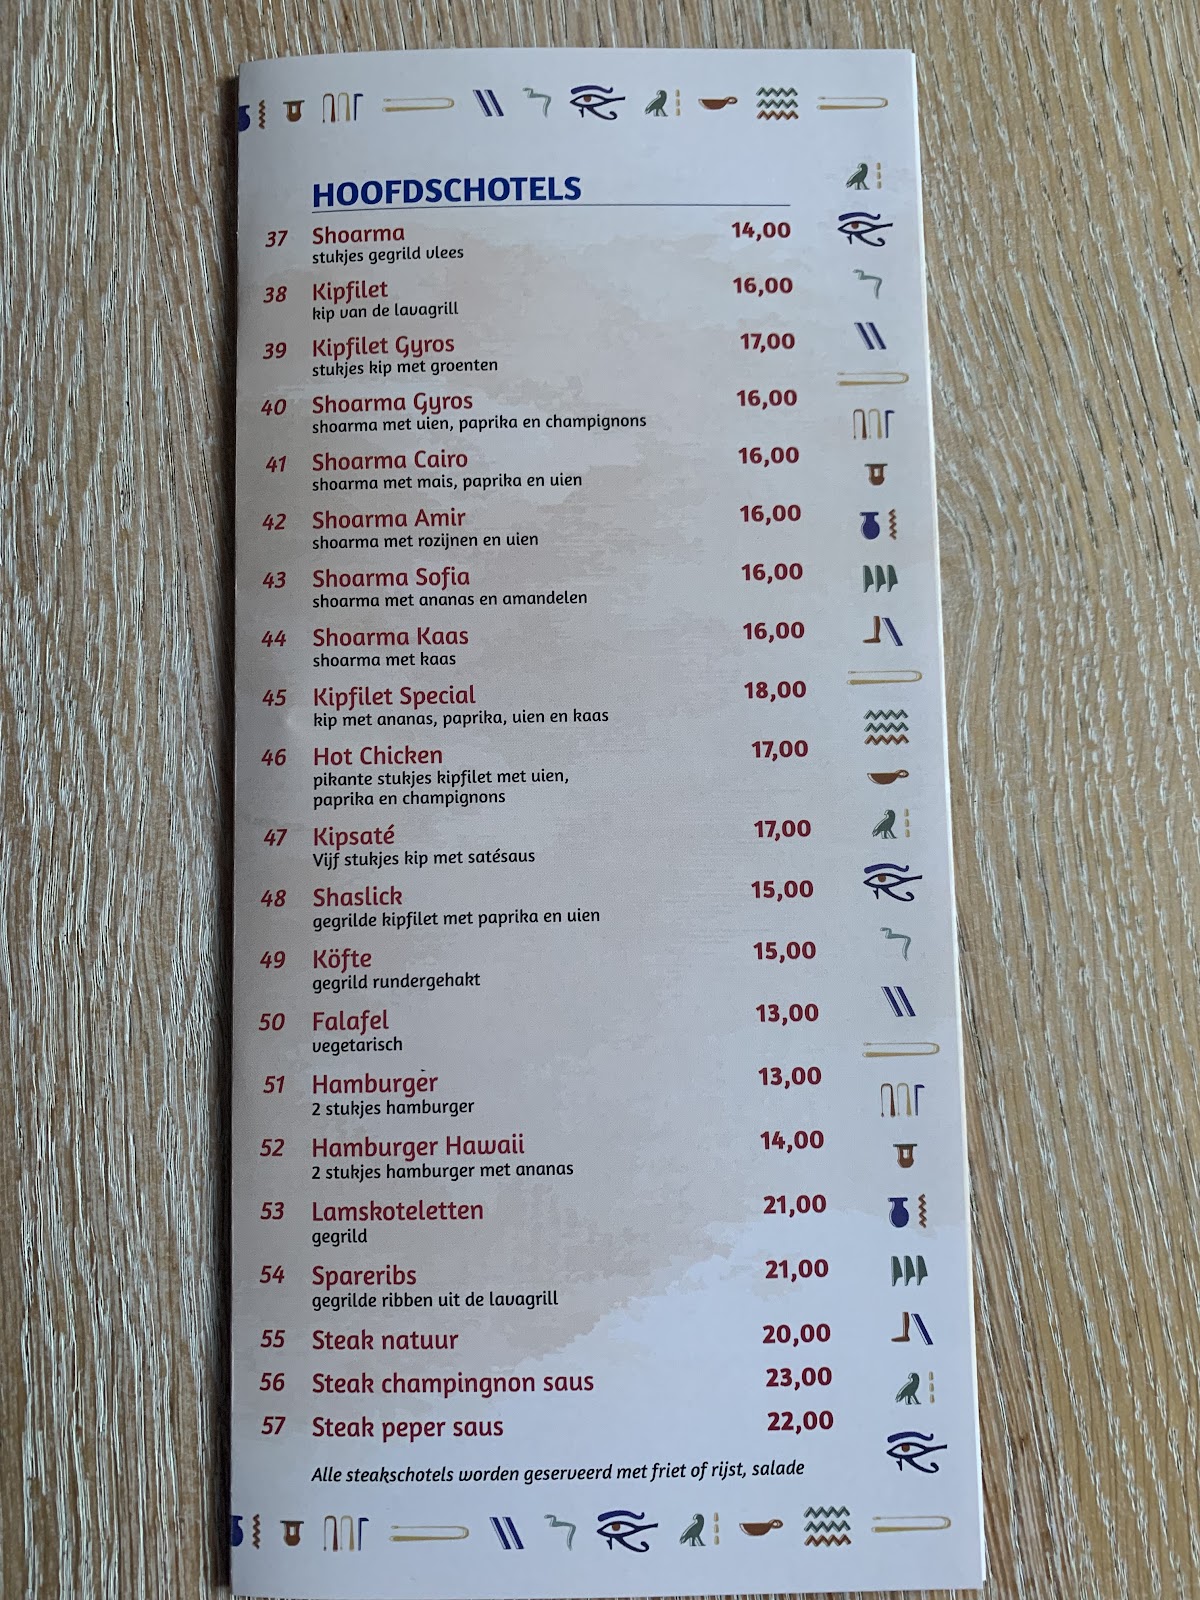 HOOFDSCHOTELS
37 Shoarma 14,00
stukjes gegrild vlees
38 Kipfilet 16,00
kip van de lavagrill
39 Kipfilet Gyros 17,00
stukjes kip met groenten
40 Shoarma Gyros 16,00
shoarma met uien, paprika en champignons
41 Shoarma Cairo 16,00
shoarma met mais, paprika en uien
42 Shoarma Amir 16,00
shoarma met rozijnen en uien
43 Shoarma Sofia 16,00
shoarma met ananas en amandelen
44 Shoarma Kaas 16,00
shoarma met kaas
45 Kipfilet Special 18,00
kip met ananas, paprika, uien en kaas
46 Hot Chicken 17,00
pikante stukjes kipfilet met uien,
paprika en champignons
47 Kipsaté 17,00
Vijf stukjes kip met satésaus
48 Shaslick 15,00
gegrilde kipfilet met paprika en uien
49 Köfte 15,00
gegrild rundergehakt
50 Falafel 13,00
vegetarisch
51 Hamburger 13,00
2 stukjes hamburger
52 Hamburger Hawaii 14,00
2 stukjes hamburger met ananas
53 Lamskoteletten 21,00
gegrild
54 Spareribs 21,00
gegrilde ribben uit de lavagrill
55 Steak natuur 20,00
56 Steak champingnon saus 23,00
57 Steak peper saus 22,00
Alle steakschotels worden geserveerd met friet of rijst, salade